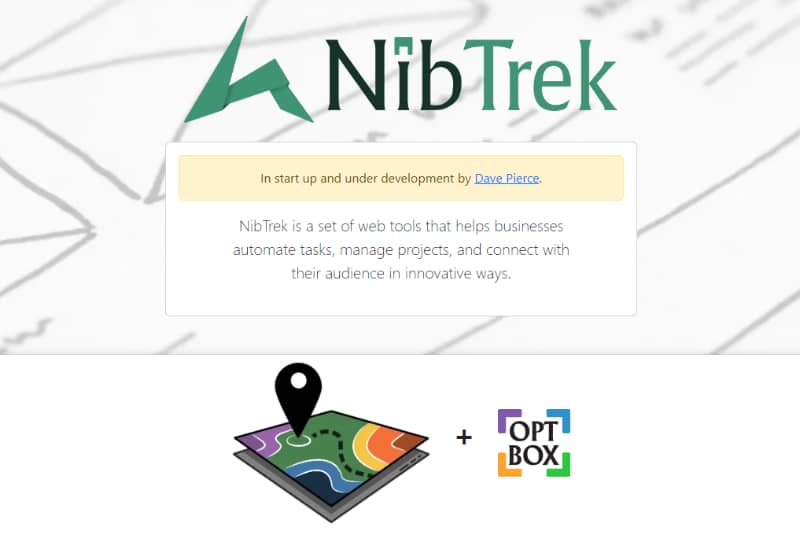 NibTrek
In start up and under development by Dave Pierce.
NibTrek is a set of web tools that helps businesses
automate tasks, manage projects, and connect with
their audience in innovative ways.
+
OPT
BOX